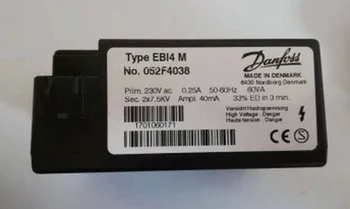 Type EBI4 M
No. 052F4038
Danfoss
MADE IN DENMARK
6430 Nordborg Denmark
Prim. 230V ac. 0.25A 50-60Hz 60VA
Sec. 2x7.5KV Ampl. 40mA 33% ED in 3 min.
Vorsicht Hochspannung / Gefahr
High Voltage / Danger
Haute tension / Danger
1701060171